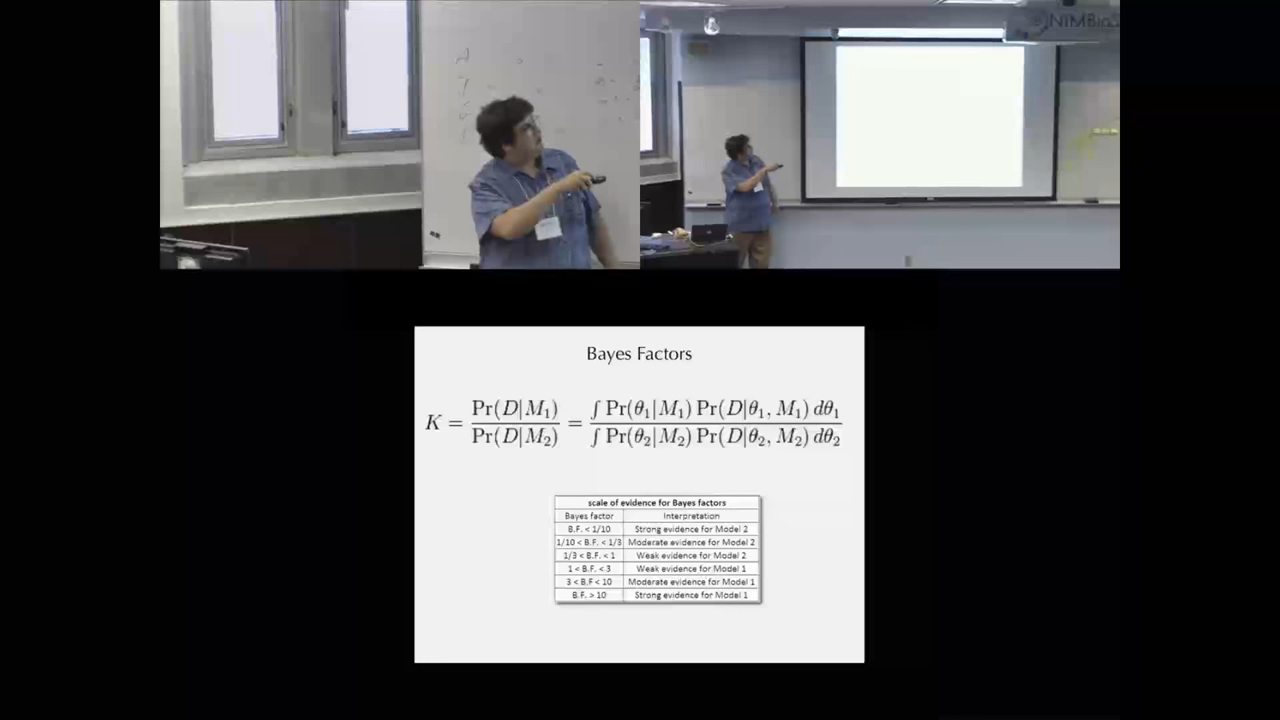 NIMBioS
Bayes Factors
K = Pr(D|M₁) / Pr(D|M₂) = ∫ Pr(θ₁|M₁) Pr(D|θ₁, M₁) dθ₁ / ∫ Pr(θ₂|M₂) Pr(D|θ₂, M₂) dθ₂
scale of evidence for Bayes factors
Bayes factor Interpretation
B.F. < 1/10 Strong evidence for Model 2
1/10 < B.F. < 1/3 Moderate evidence for Model 2
1/3 < B.F. < 1 Weak evidence for Model 2
1 < B.F. < 3 Weak evidence for Model 1
3 < B.F < 10 Moderate evidence for Model 1
B.F. > 10 Strong evidence for Model 1